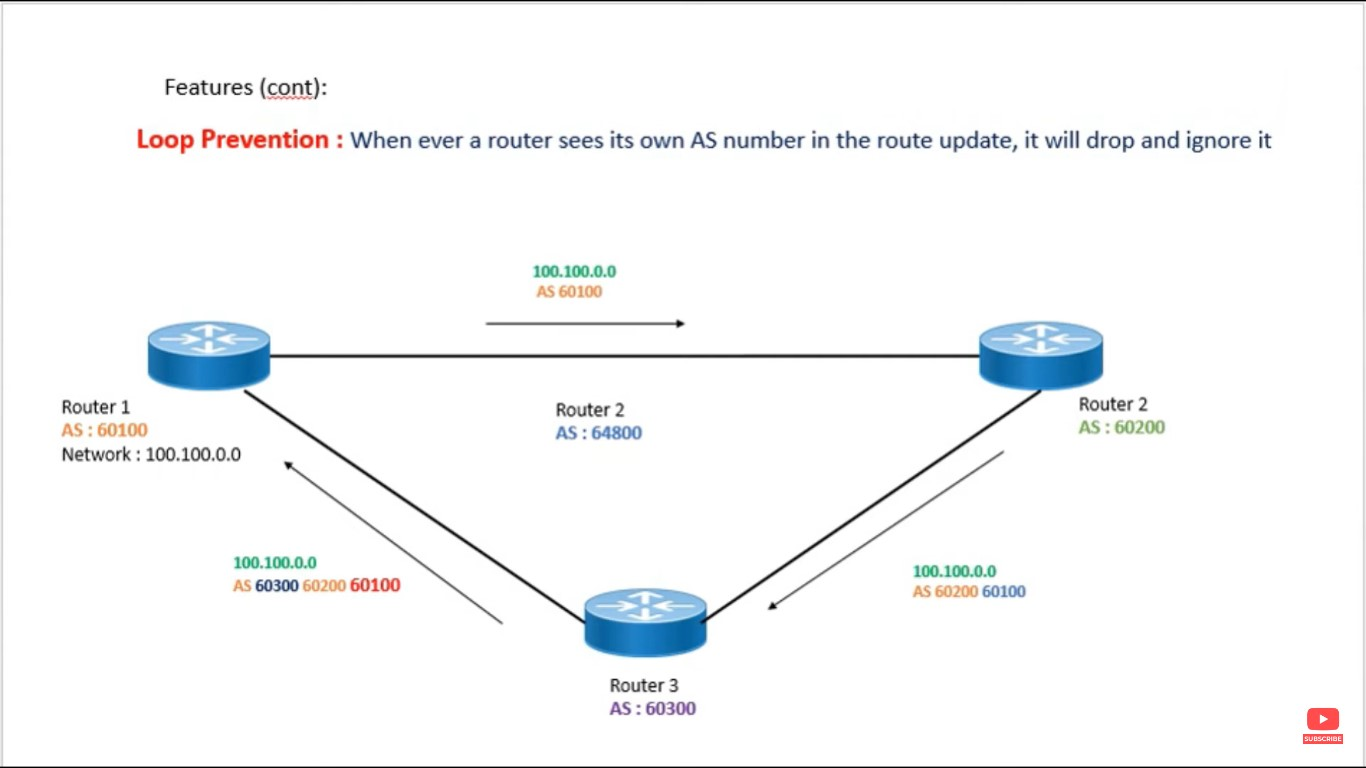 Features (cont):
Loop Prevention : When ever a router sees its own AS number in the route update, it will drop and ignore it
100.100.0.0
AS 60100
Router 1
AS : 60100
Network : 100.100.0.0
Router 2
AS : 64800
Router 2
AS : 60200
100.100.0.0
AS 60300 60200 60100
100.100.0.0
AS 60200 60100
Router 3
AS : 60300
SUBSCRIBE